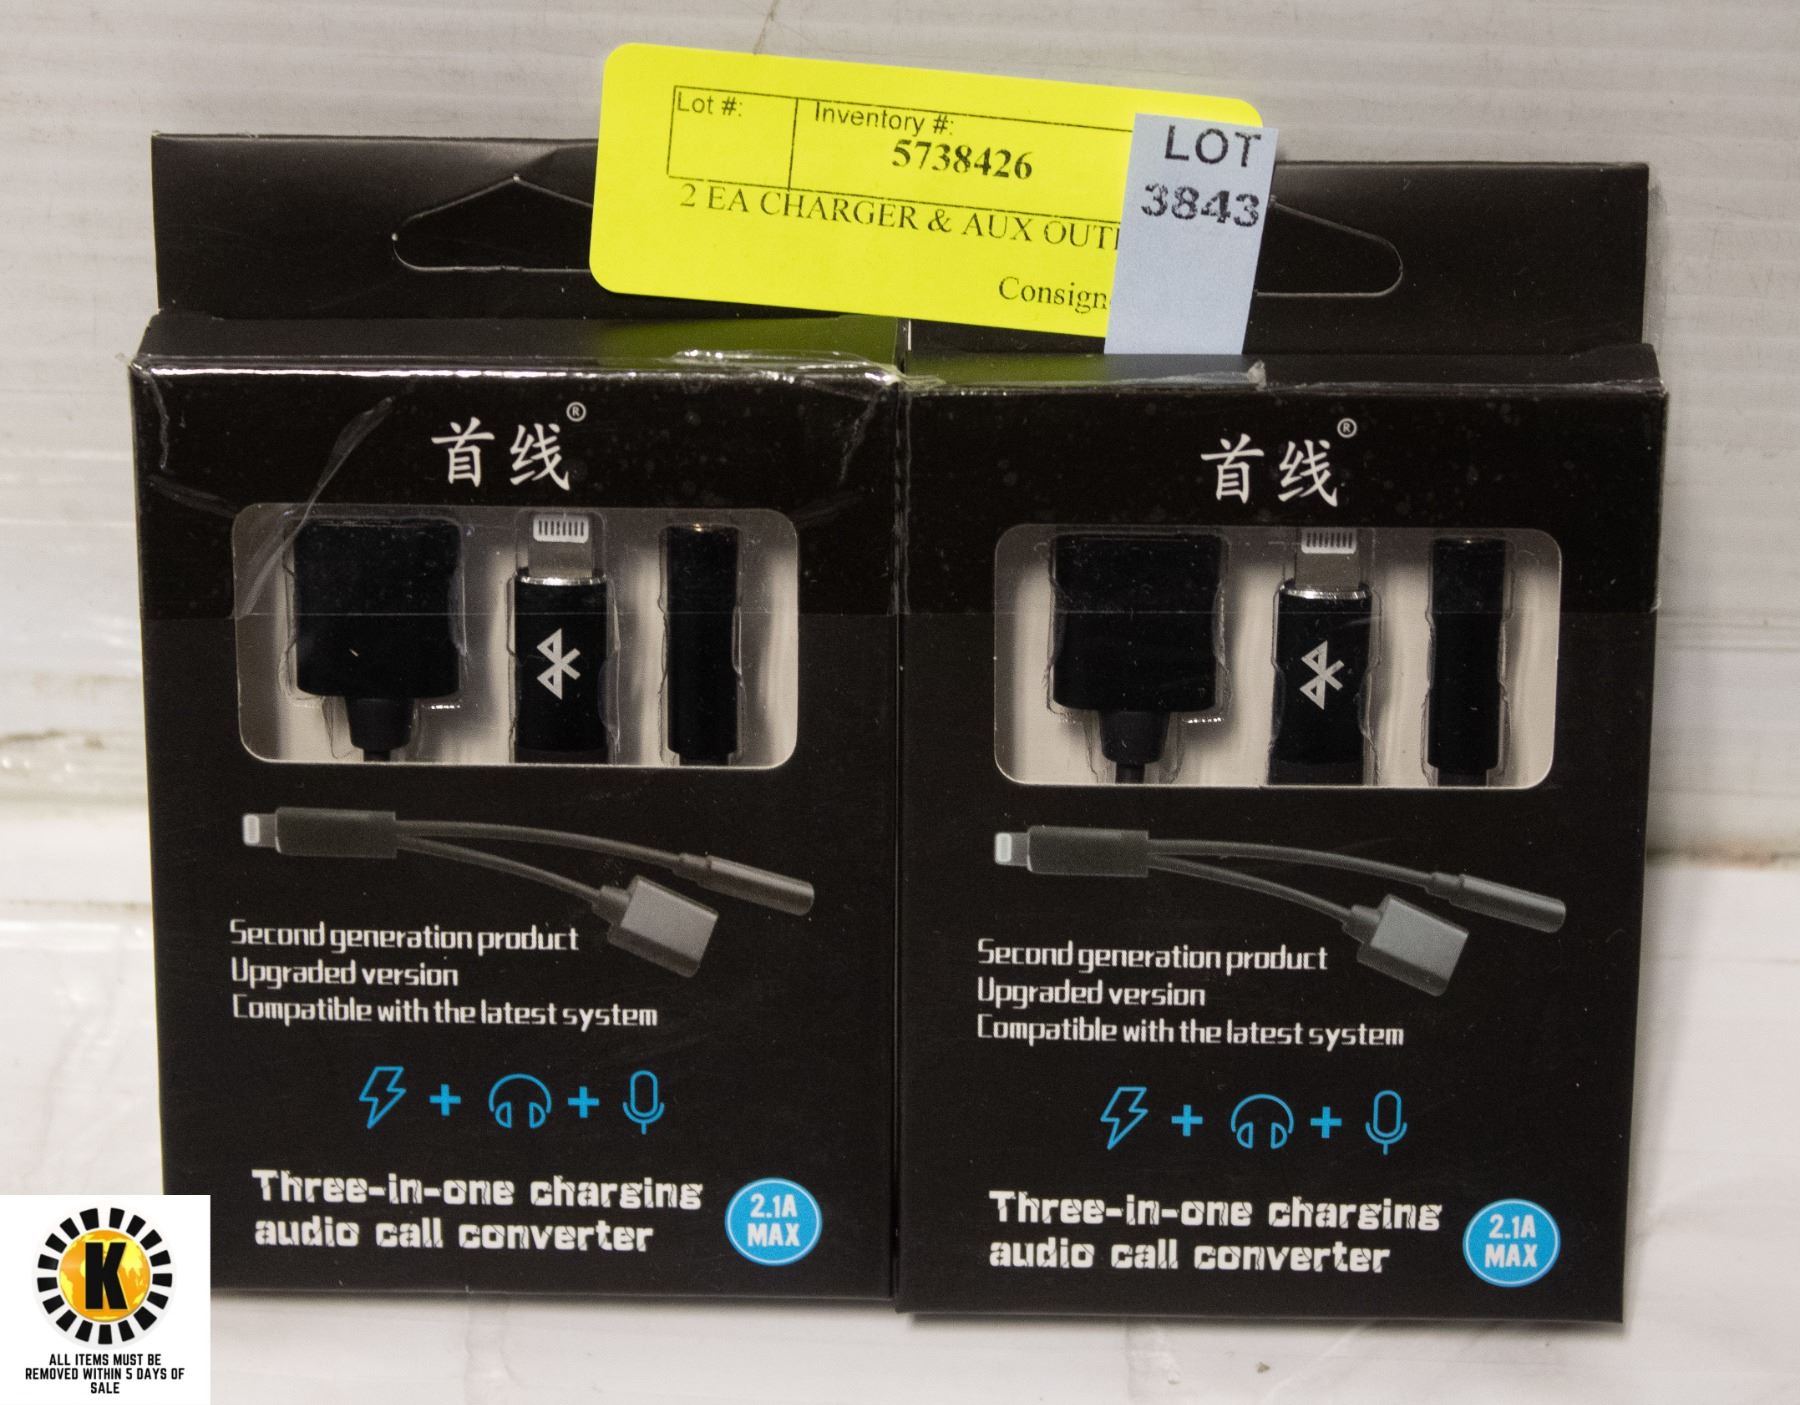 Lot #:
Inventory #:
5738426
2 EA CHARGER & AUX
Consign
LOT
3843
首线®
Second generation product
Upgraded version
Compatible with the latest system
Three-in-one charging
audio call converter
2.1A
MAX
首线®
Second generation product
Upgraded version
Compatible with the latest system
Three-in-one charging
audio call converter
2.1A
MAX
K
ALL ITEMS MUST BE
REMOVED WITHIN 5 DAYS OF
SALE